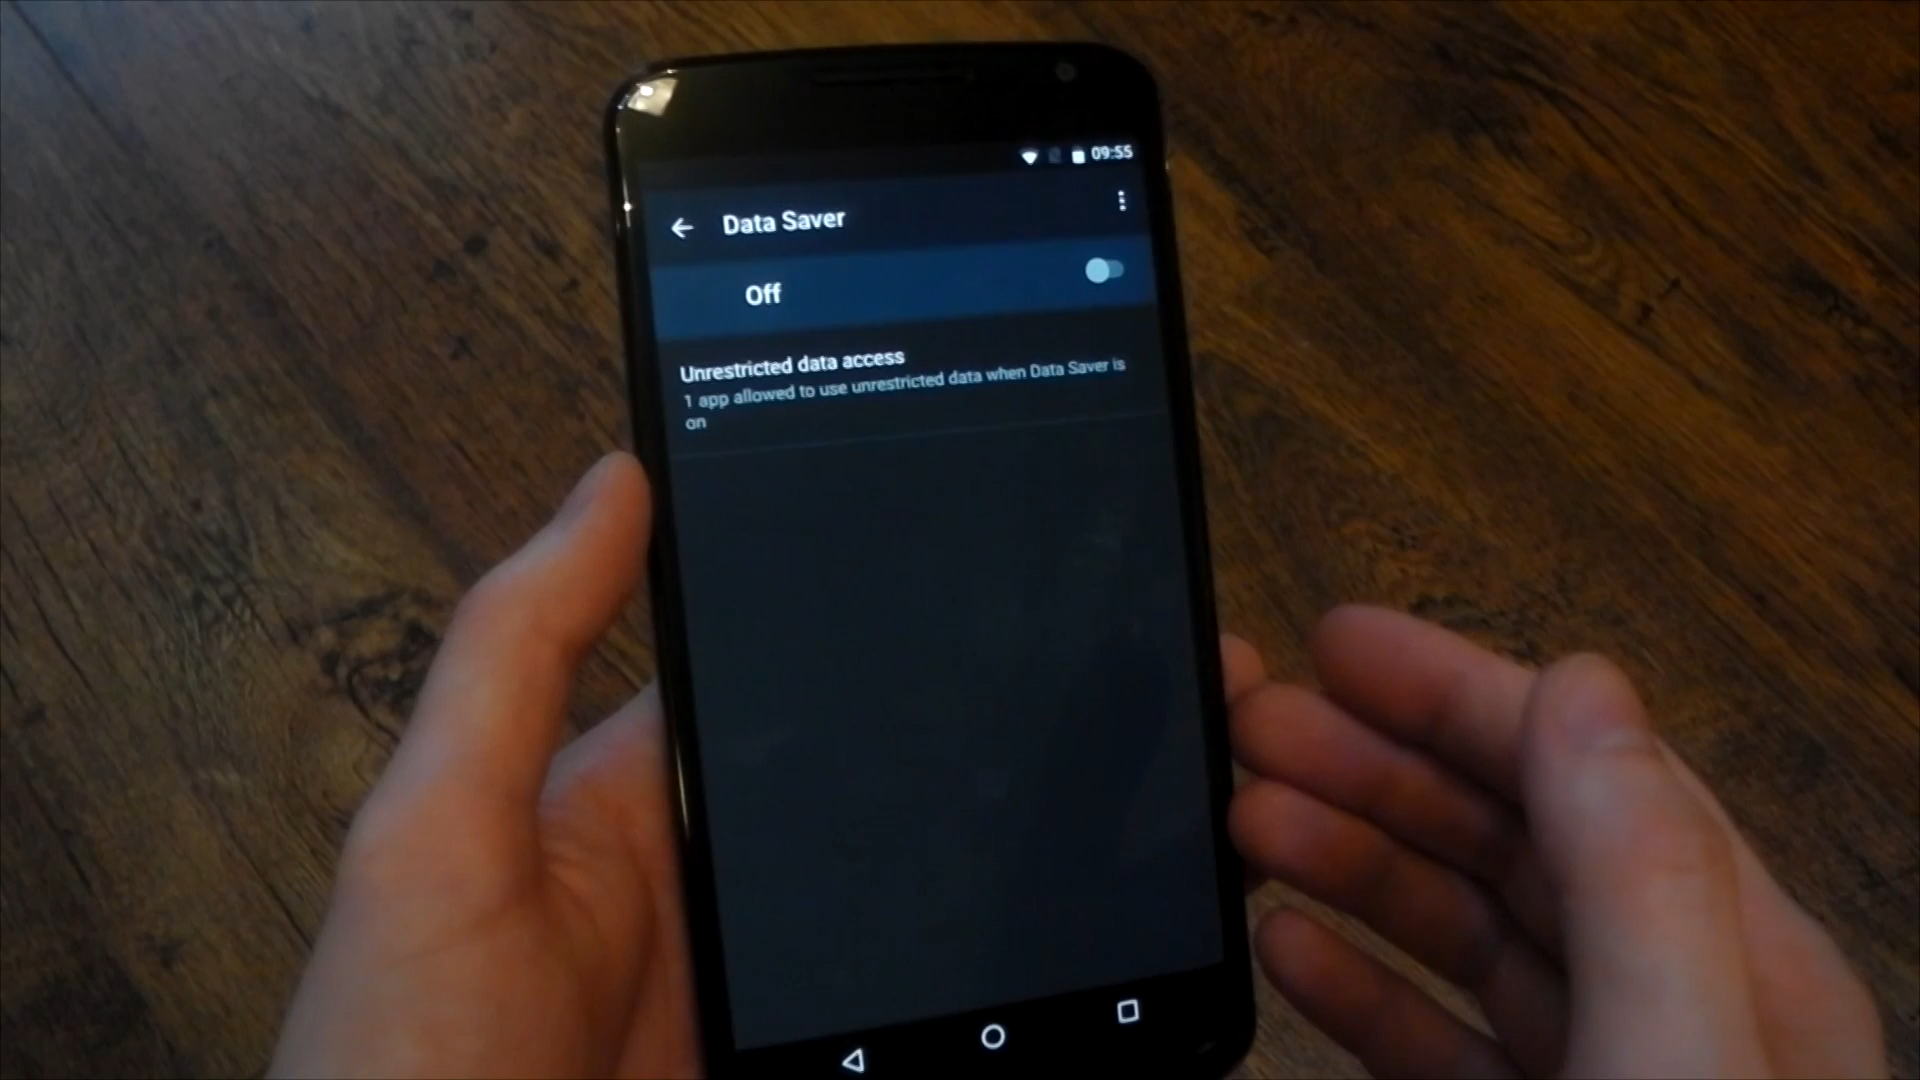 09:55
Data Saver
Off
Unrestricted data access
1 app allowed to use unrestricted data when Data Saver is
on